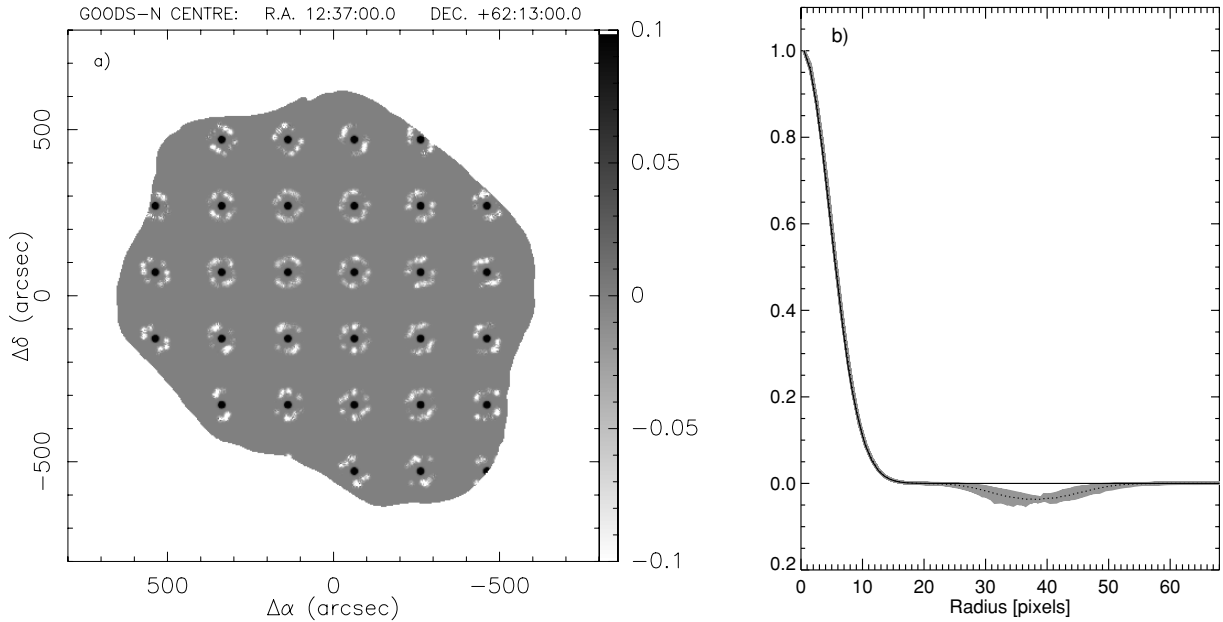 GOODS-N CENTRE: R.A. 12:37:00.0 DEC. +62:13:00.0
a)
500
0
-500
Δδ (arcsec)
500 0 -500
Δα (arcsec)
0.1
0.05
0
-0.05
-0.1
b)
1.0
0.8
0.6
0.4
0.2
0.0
0.2
0 10 20 30 40 50 60
Radius [pixels]